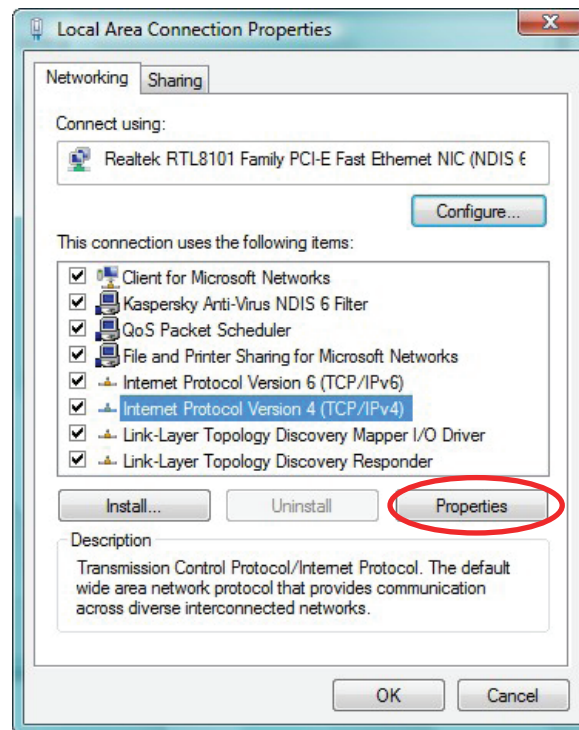 Local Area Connection Properties
Networking
Sharing
Connect using:
Realtek RTL8101 Family PCI-E Fast Ethernet NIC (NDIS 6
Configure...
This connection uses the following items:
Client for Microsoft Networks
Kaspersky Anti-Virus NDIS 6 Filter
QoS Packet Scheduler
File and Printer Sharing for Microsoft Networks
Internet Protocol Version 6 (TCP/IPv6)
Internet Protocol Version 4 (TCP/IPv4)
Link-Layer Topology Discovery Mapper I/O Driver
Link-Layer Topology Discovery Responder
Install...
Uninstall
Properties
Description
Transmission Control Protocol/Internet Protocol. The default
wide area network protocol that provides communication
across diverse interconnected networks.
OK
Cancel